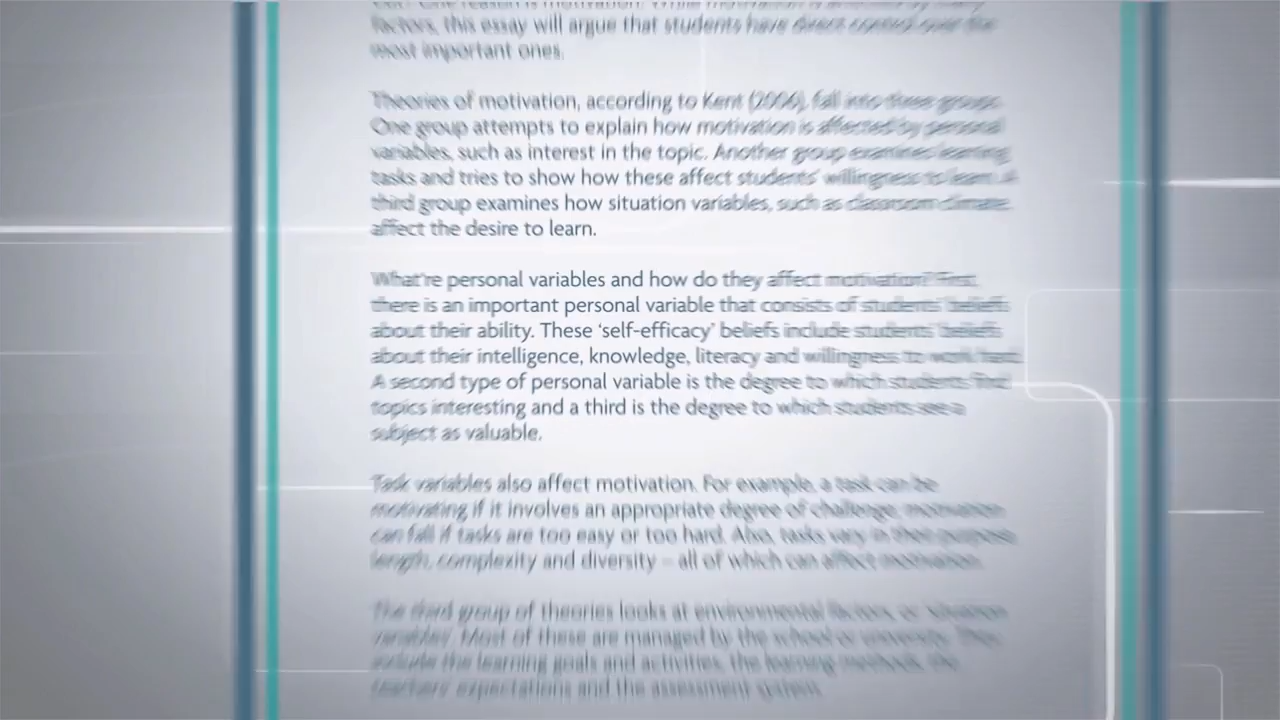 factors, this essay will argue that students have direct control over the
most important ones.
Theories of motivation, according to Kent (2006), fall into three groups.
One group attempts to explain how motivation is affected by personal
variables, such as interest in the topic. Another group examines learning
tasks and tries to show how these affect students' willingness to learn. A
third group examines how situation variables, such as classroom climate,
affect the desire to learn.
What're personal variables and how do they affect motivation? First,
there is an important personal variable that consists of students' beliefs
about their ability. These ‘self-efficacy’ beliefs include students' beliefs
about their intelligence, knowledge, literacy and willingness to work hard.
A second type of personal variable is the degree to which students find
topics interesting and a third is the degree to which students see a
subject as valuable.
Task variables also affect motivation. For example, a task can be
motivating if it involves an appropriate degree of challenge; motivation
can fall if tasks are too easy or too hard. Also, tasks vary in their purpose,
length, complexity and diversity – all of which can affect motivation.
The third group of theories looks at environmental factors, or 'situation
variables'. Most of these are managed by the school or university. They
include the learning goals and activities, the learning methods, the
teachers' expectations and the assessment system.